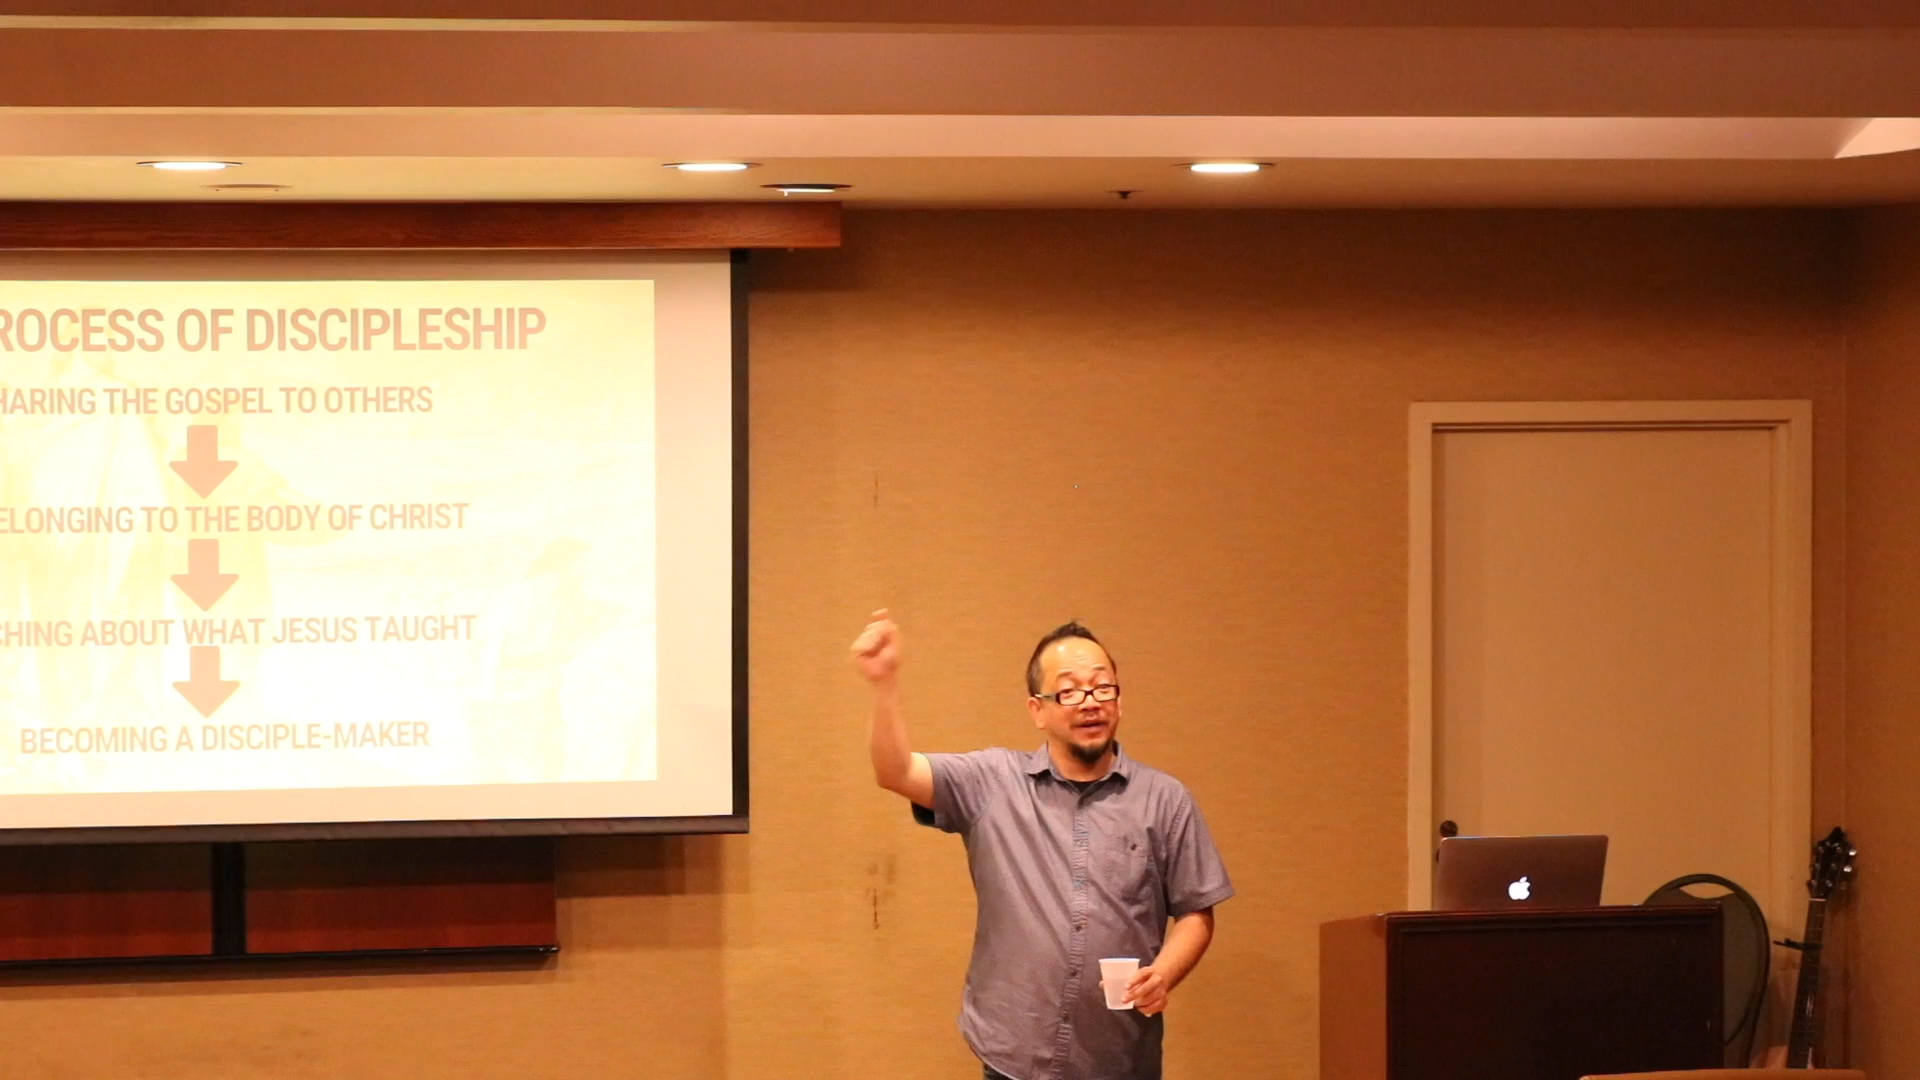 ROCESS OF DISCIPLESHIP
HARING THE GOSPEL TO OTHERS
ELONGING TO THE BODY OF CHRIST
CHING ABOUT WHAT JESUS TAUGHT
BECOMING A DISCIPLE-MAKER